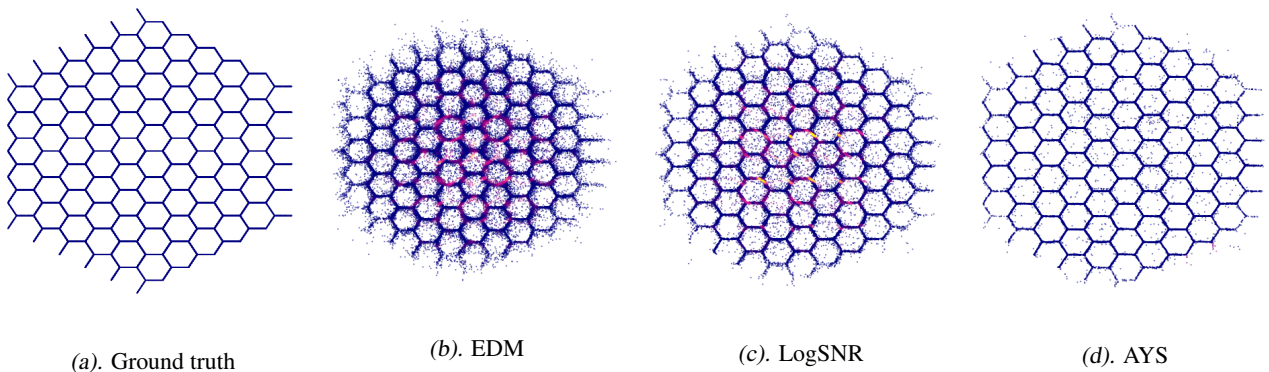 (a). Ground truth
(b). EDM
(c). LogSNR
(d). AYS